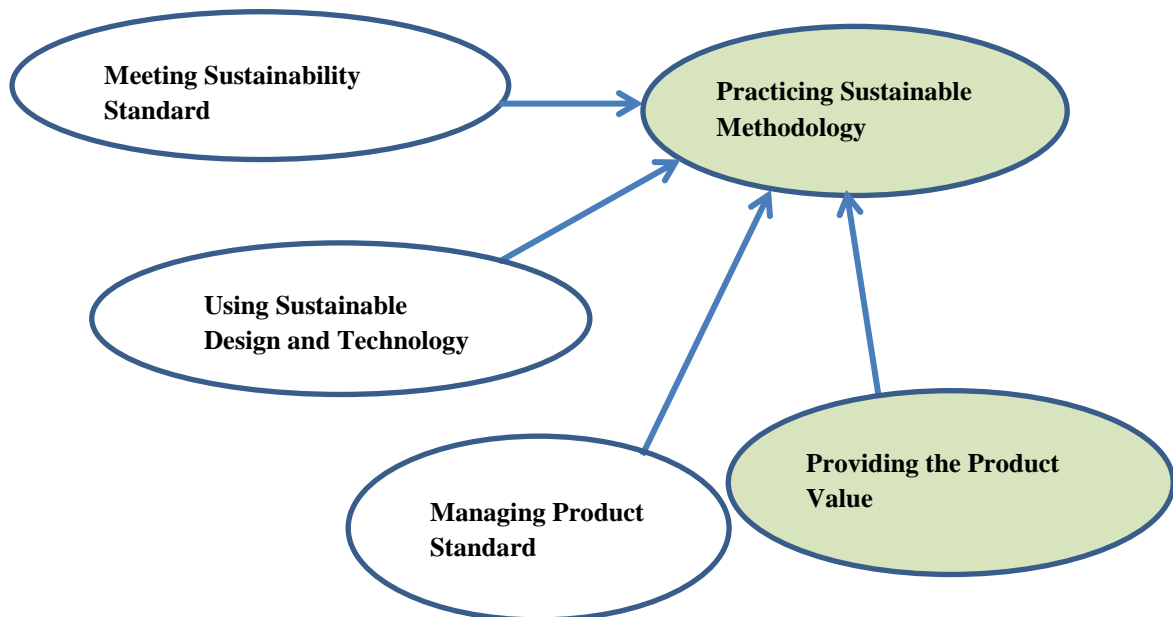 Meeting Sustainability
Standard
Practicing Sustainable
Methodology
Using Sustainable
Design and Technology
Providing the Product
Value
Managing Product
Standard